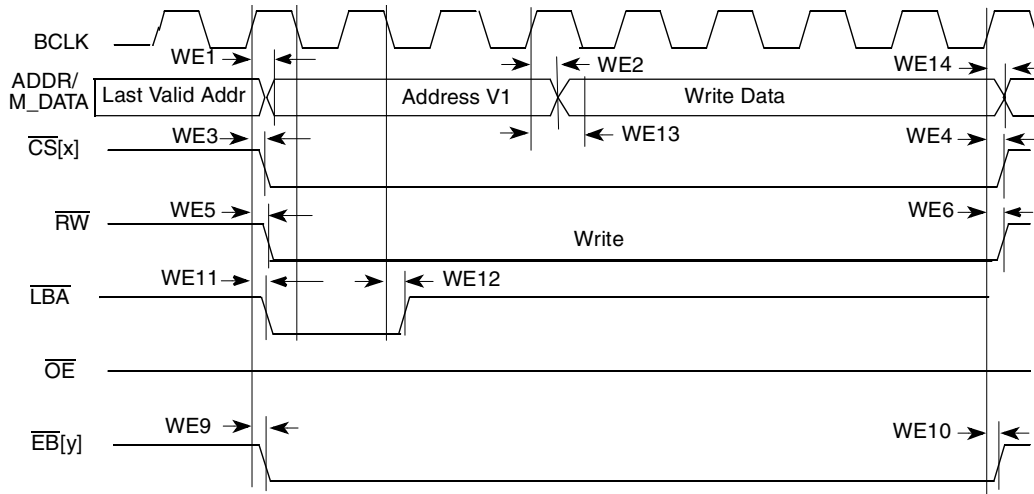 BCLK
WE1
WE2
WE14
ADDR/
M_DATA
Last Valid Addr
Address V1
Write Data
WE3
WE13
WE4
CS[x]
WE5
WE6
RW
Write
WE11
WE12
LBA
OE
WE9
WE10
EB[y]